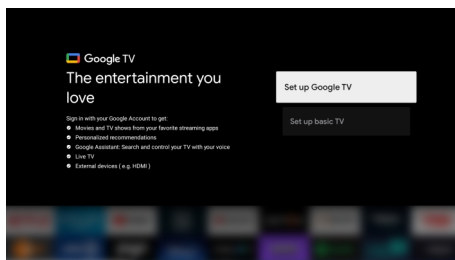 Google TV
The entertainment you
love
Sign in with your Google Account to get:
Movies and TV shows from your favorite streaming apps
Personalized recommendations
Google Assistant: Search and control your TV with your voice
Live TV
External devices ( e.g. HDMI )
Set up Google TV
Set up basic TV